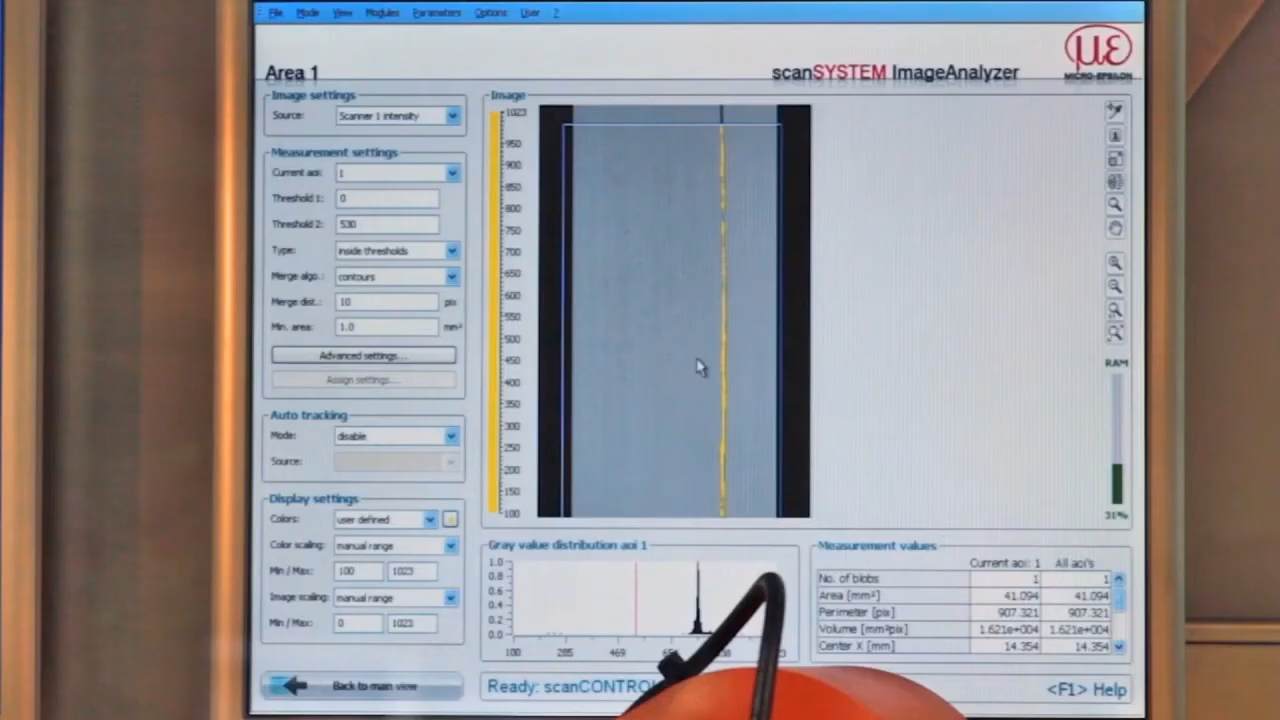 File Mode View Modules Parameters Options User ?
Area 1
scanSYSTEM ImageAnalyzer
με
MICRO-EPSILON
Image settings
Source: Scanner 1 intensity
Measurement settings
Current aoi: 1
Threshold 1: 0
Threshold 2: 530
Type: inside thresholds
Merge algo.: contours
Merge dist.: 10 pix
Min. area: 1.0 mm²
Advanced settings...
Assign settings...
Auto tracking
Mode: disable
Source:
Display settings
Colors: user defined
Color scaling: manual range
Min / Max: 100 1023
Image scaling: manual range
Min / Max: 0 1023
Back to main view
Image
1023
950
900
850
800
750
700
650
600
550
500
450
400
350
300
250
200
150
100
RAM
31%
Gray value distribution aoi 1
1.0
0.8
0.6
0.4
0.2
0.0
100 285 469
Measurement values
Current aoi: 1 All aoi's
No. of blobs 1 1
Area [mm²] 41.094 41.094
Perimeter [pix] 907.321 907.321
Volume [mm²pix] 1.621e+004 1.621e+004
Center X [mm] 14.354 14.354
Ready: scanCONTRO
<F1> Help